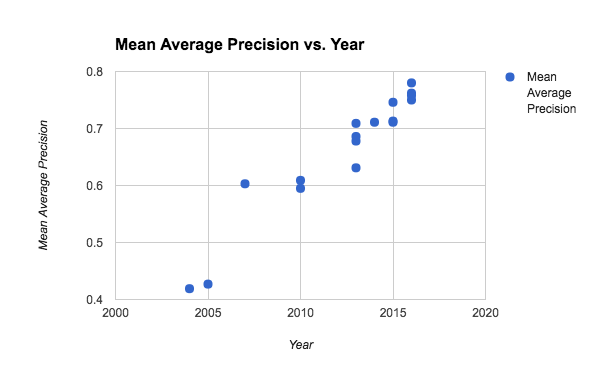 Mean Average Precision vs. Year
0.8
0.7
0.6
0.5
0.4
Mean Average Precision
2000
2005
2010
2015
2020
Year
Mean
Average
Precision